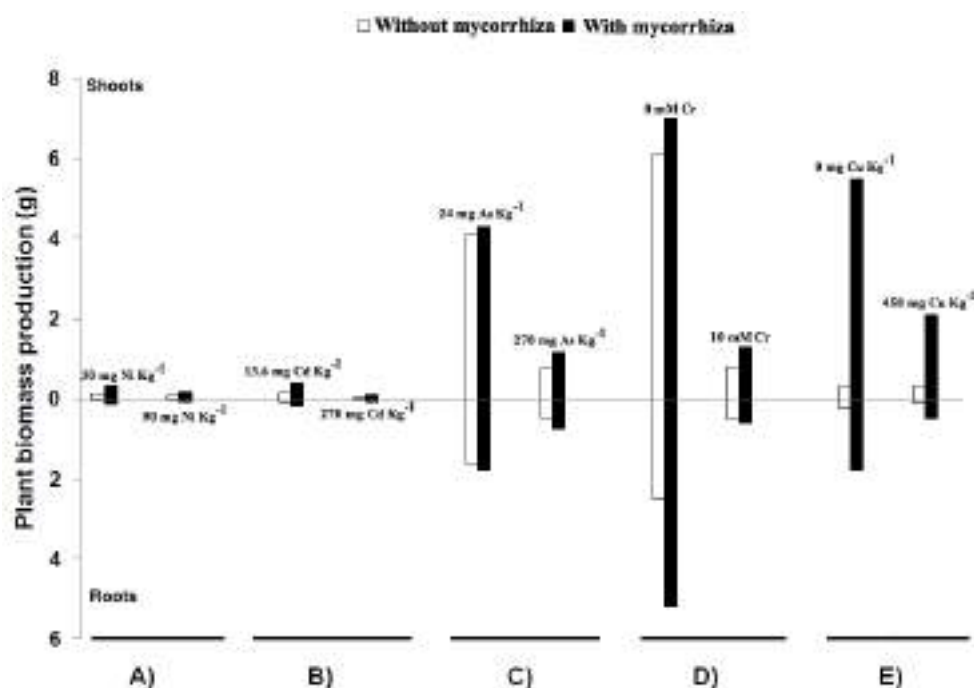 Without mycorrhiza With mycorrhiza
Plant biomass production (g)
8
6
4
2
0
2
4
6
Shoots
Roots
30 mg Ni Kg-1
90 mg Ni Kg-1
13.6 mg Cd Kg-1
270 mg Cd Kg-1
24 mg As Kg-1
270 mg As Kg-1
0 mM Cr
10 mM Cr
0 mg Cu Kg-1
450 mg Cu Kg-1
A) B) C) D) E)